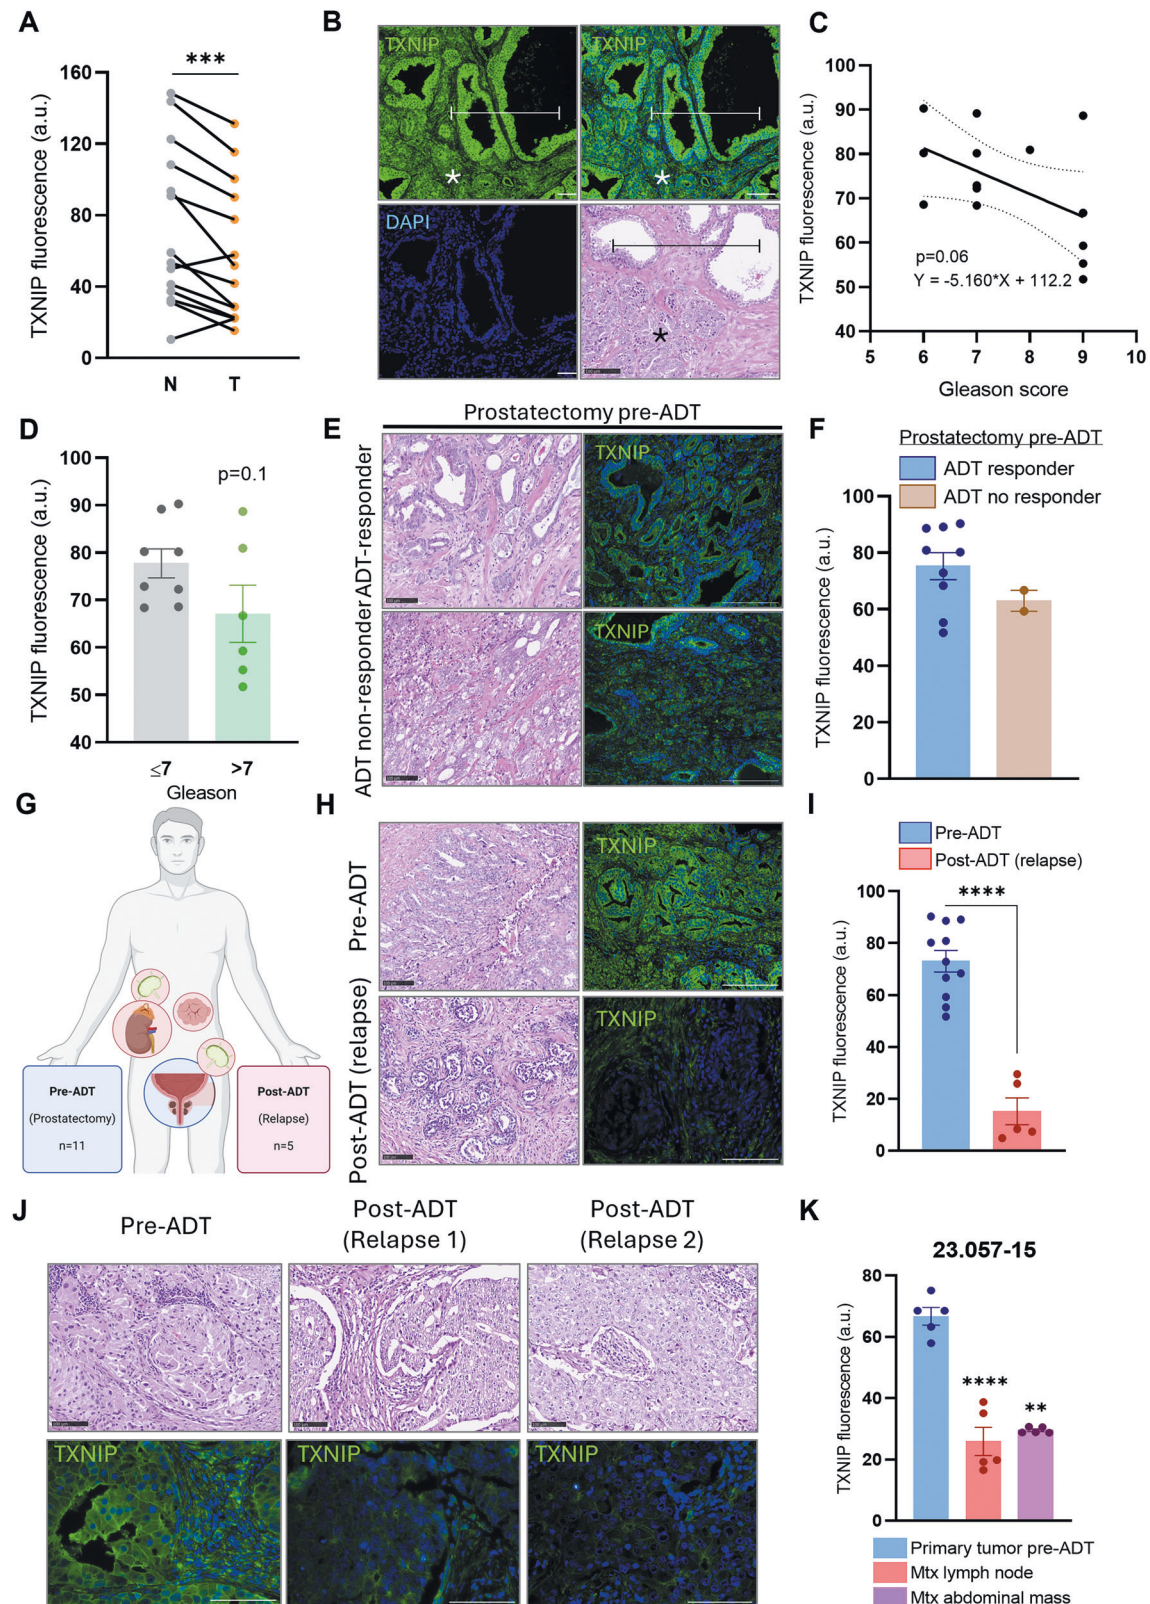 A
***
TXNIP fluorescence (a.u.)
160
120
80
40
0
N
T
B
TXNIP
TXNIP
*
*
DAPI
*
C
TXNIP fluorescence (a.u.)
100
90
80
70
60
50
40
p=0.06
Y = -5.160*X + 112.2
5
6
7
8
9
10
Gleason score
D
TXNIP fluorescence (a.u.)
100
90
80
70
60
50
40
p=0.1
≤7
>7
Gleason
E
Prostatectomy pre-ADT
ADT-responder
ADT non-responder
TXNIP
TXNIP
F
Prostatectomy pre-ADT
ADT responder
ADT no responder
TXNIP fluorescence (a.u.)
100
80
60
40
20
0
G
Pre-ADT
(Prostatectomy)
n=11
Post-ADT
(Relapse)
n=5
H
Pre-ADT
Post-ADT (relapse)
TXNIP
TXNIP
I
Pre-ADT
Post-ADT (relapse)
TXNIP fluorescence (a.u.)
100
80
60
40
20
0
****
J
Pre-ADT
Post-ADT
(Relapse 1)
Post-ADT
(Relapse 2)
TXNIP
TXNIP
TXNIP
K
23.057-15
TXNIP fluorescence (a.u.)
80
60
40
20
0
****
**
Primary tumor pre-ADT
Mtx lymph node
Mtx abdominal mass